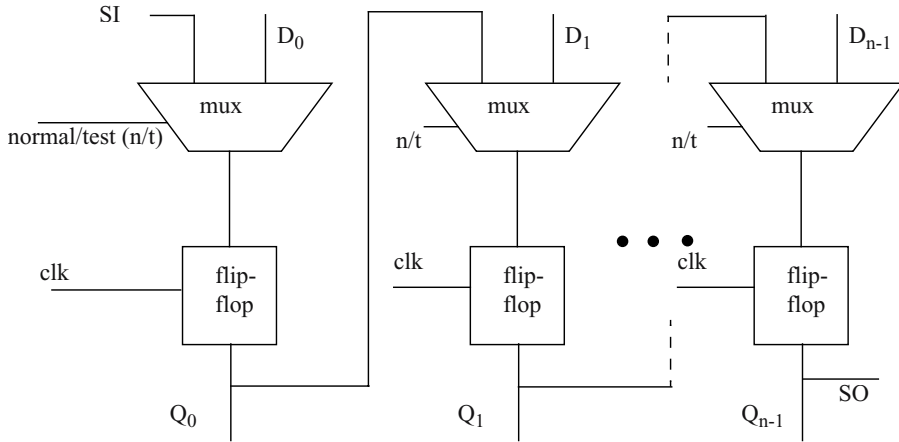 SI
D0
D1
Dn-1
mux
mux
mux
normal/test (n/t)
n/t
n/t
clk
flip-
flop
clk
flip-
flop
clk
flip-
flop
Q0
Q1
Qn-1
SO